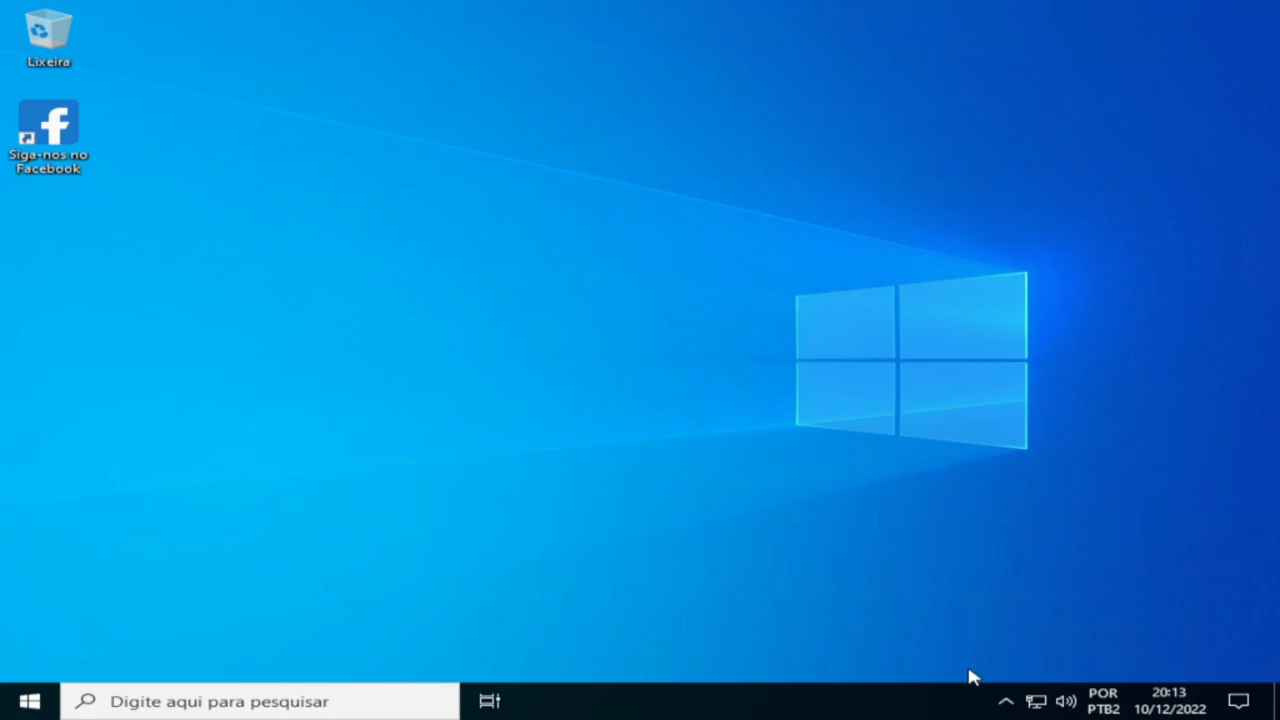 Lixeira
Siga-nos no
Facebook
Digite aqui para pesquisar
POR
PTB2
20:13
10/12/2022